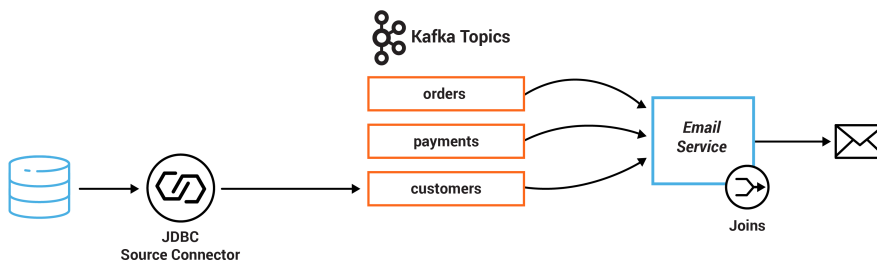 Kafka Topics
orders
payments
customers
Email
Service
Joins
JDBC
Source Connector